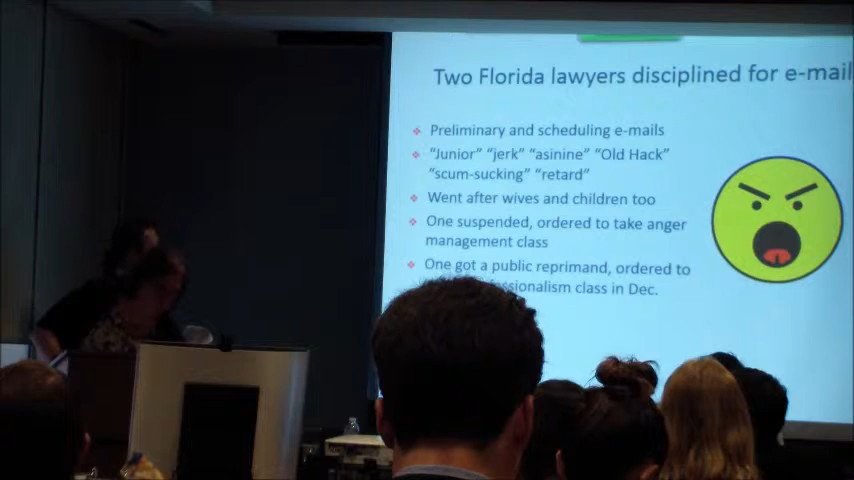 Two Florida lawyers disciplined for e-mail
Preliminary and scheduling e-mails
"Junior" "jerk" "asinine" "Old Hack"
"scum-sucking" "retard"
Went after wives and children too
One suspended, ordered to take anger
management class
One got a public reprimand, ordered to
class in Dec.